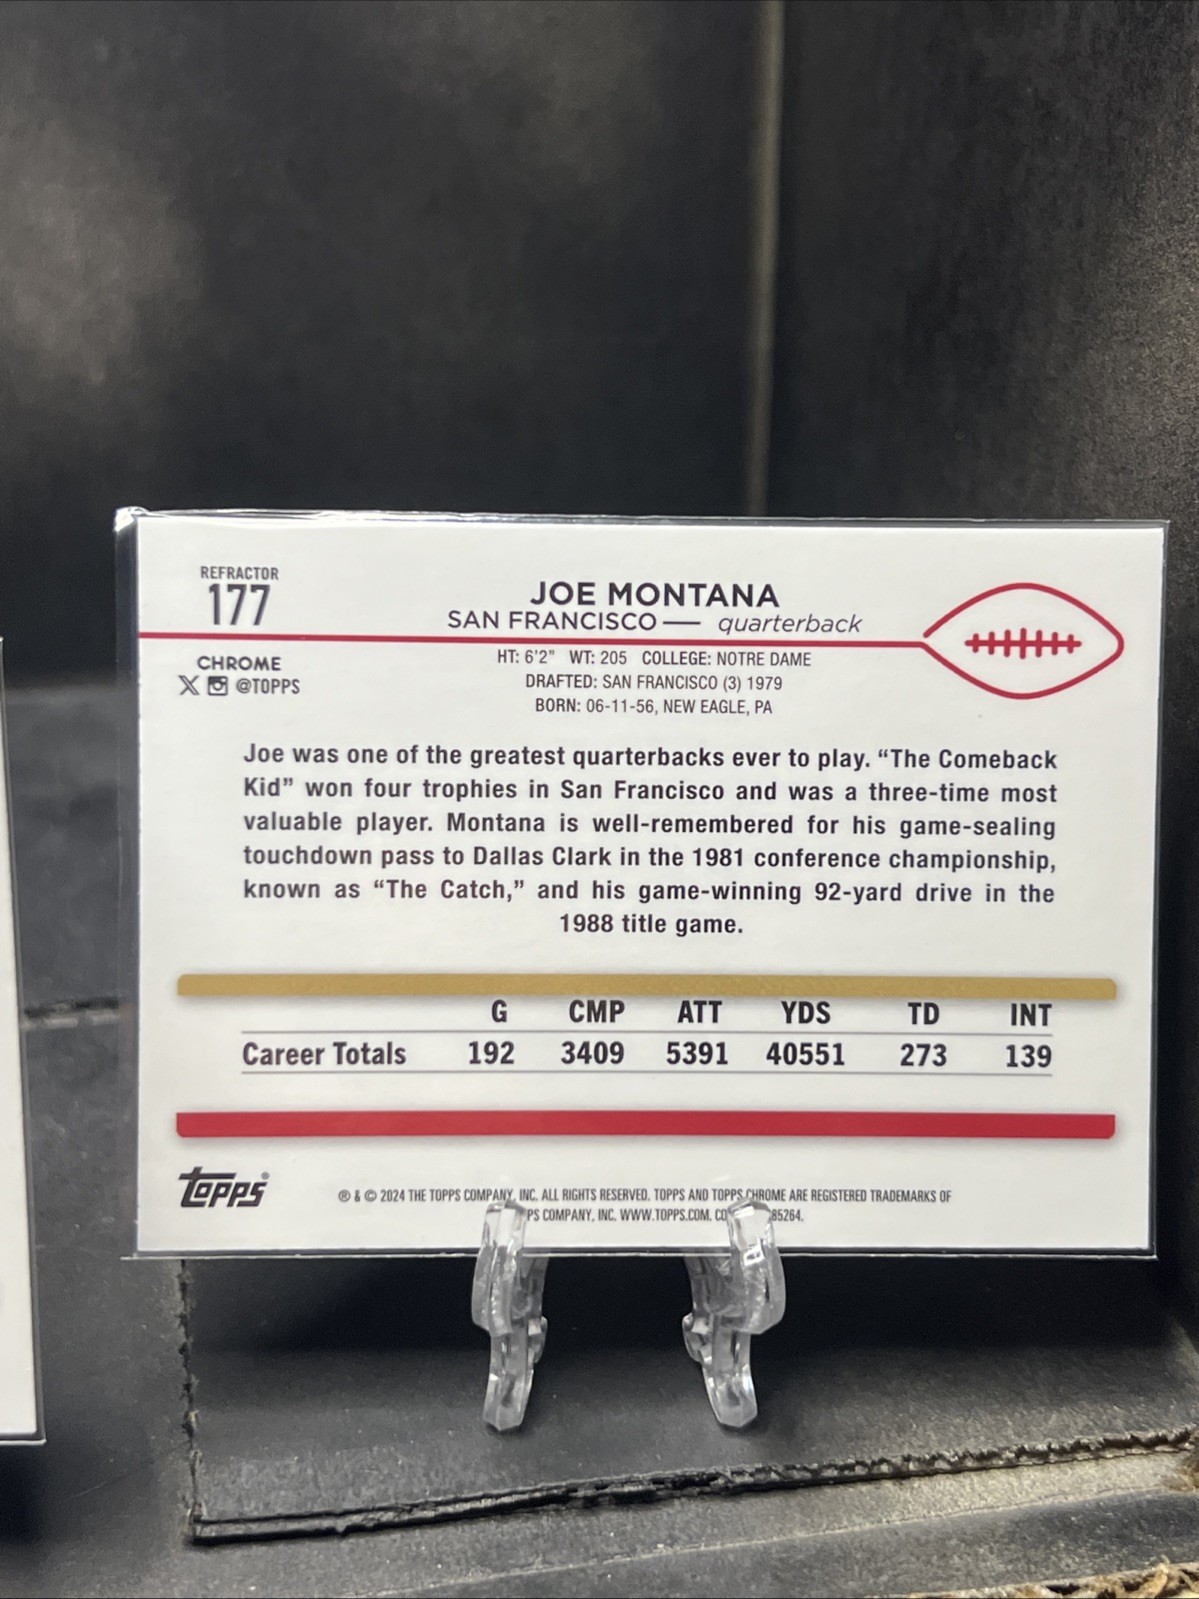 REFRACTOR
177
JOE MONTANA
SAN FRANCISCO — quarterback
CHROME
X @TOPPS
HT: 6'2" WT: 205 COLLEGE: NOTRE DAME
DRAFTED: SAN FRANCISCO (3) 1979
BORN: 06-11-56, NEW EAGLE, PA
Joe was one of the greatest quarterbacks ever to play. “The Comeback
Kid” won four trophies in San Francisco and was a three-time most
valuable player. Montana is well-remembered for his game-sealing
touchdown pass to Dallas Clark in the 1981 conference championship,
known as “The Catch,” and his game-winning 92-yard drive in the
1988 title game.
G CMP ATT YDS TD INT
Career Totals 192 3409 5391 40551 273 139
Topps®
® & © 2024 THE TOPPS COMPANY, INC. ALL RIGHTS RESERVED. TOPPS AND TOPPS CHROME ARE REGISTERED TRADEMARKS OF
COMPANY, INC. WWW.TOPPS.COM.